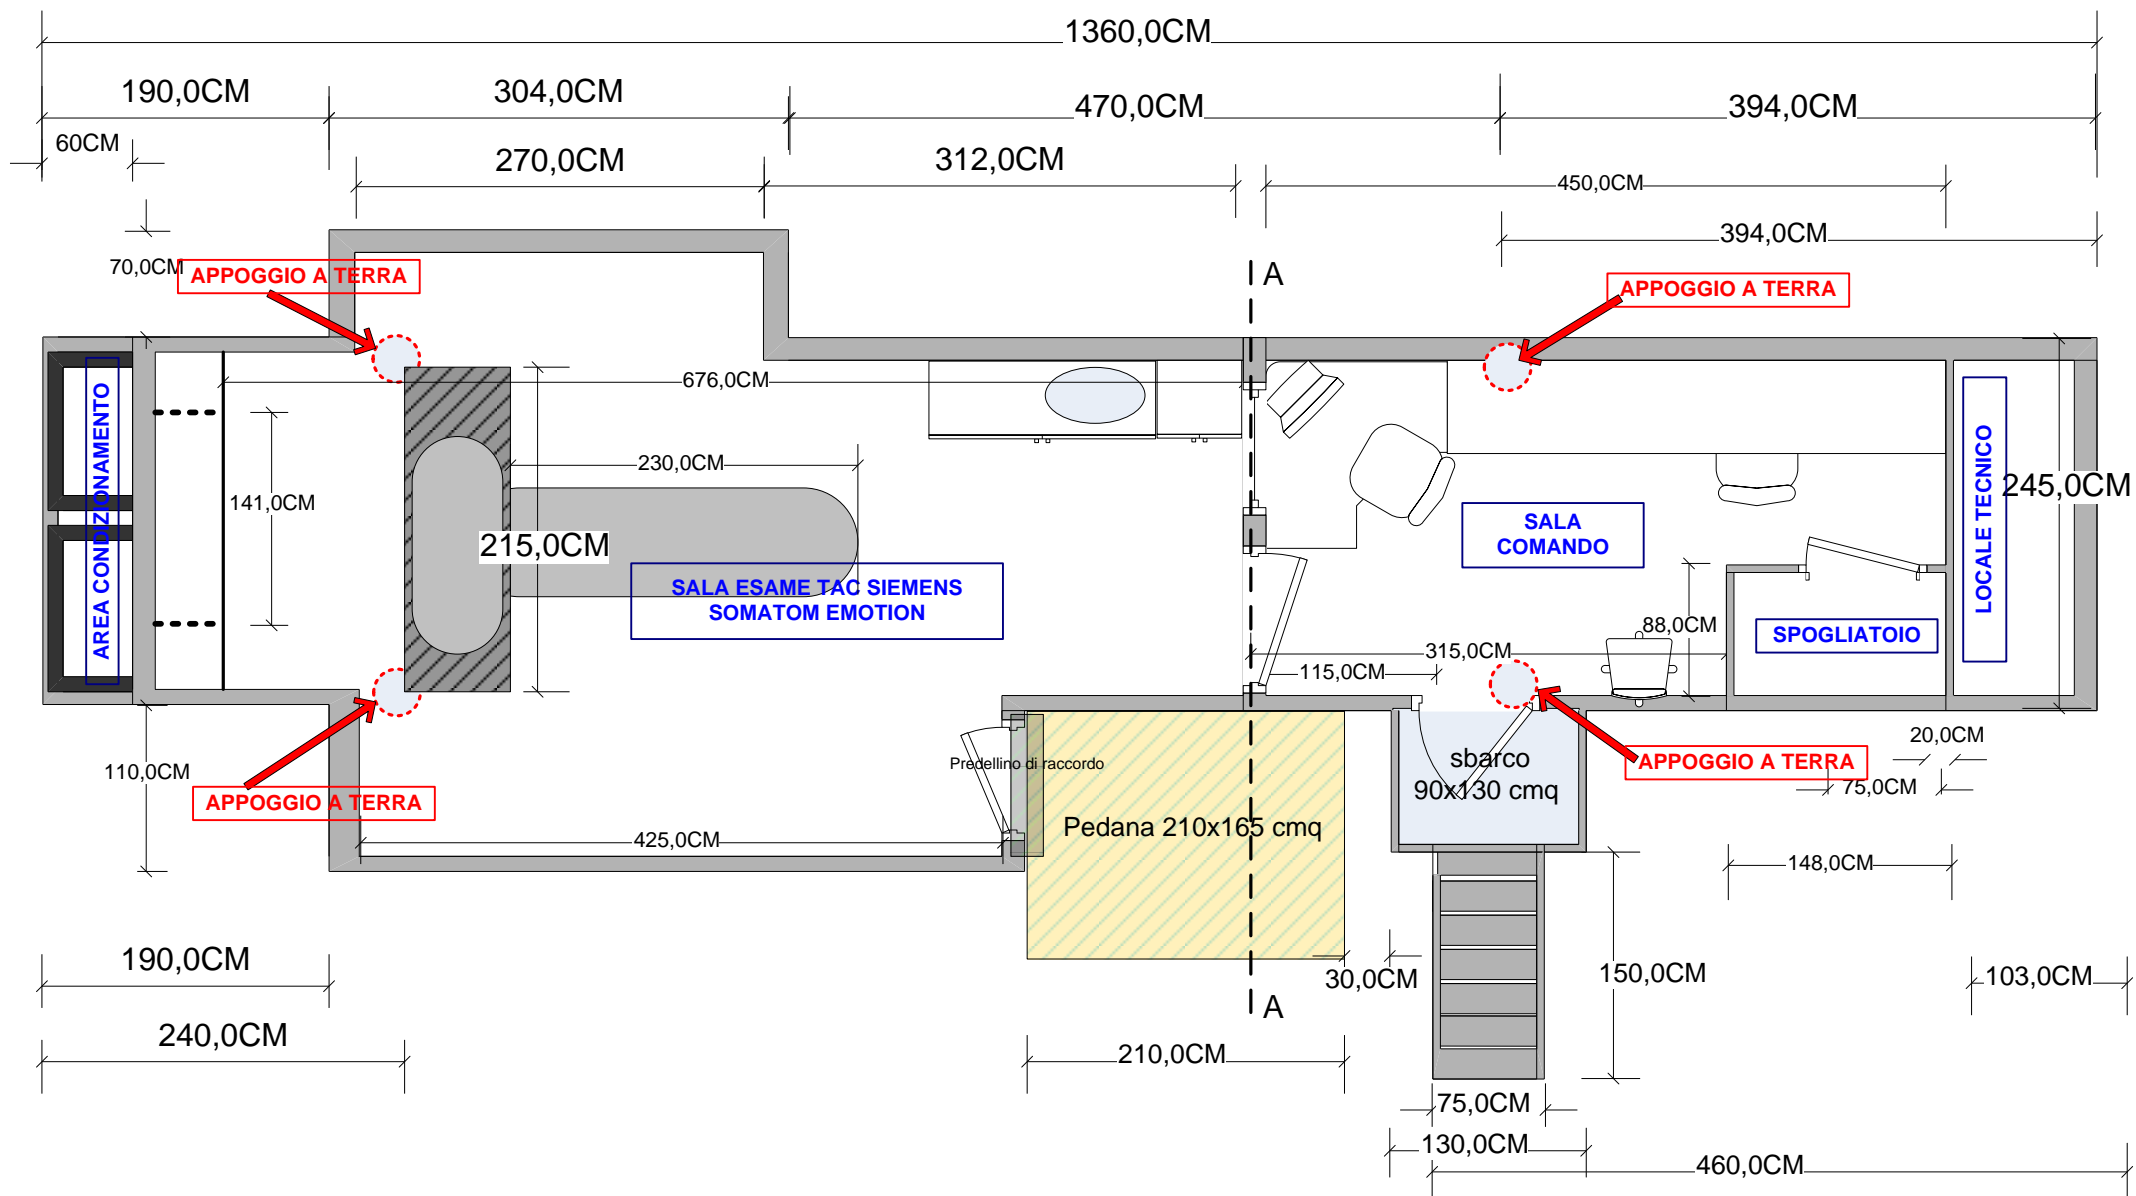 1360,0CM
190,0CM
304,0CM
470,0CM
394,0CM
60CM
270,0CM
312,0CM
450,0CM
394,0CM
70,0CM
APPOGGIO A TERRA
A
APPOGGIO A TERRA
676,0CM
AREA CONDIZIONAMENTO
141,0CM
230,0CM
215,0CM
SALA ESAME TAC SIEMENS
SOMATOM EMOTION
SALA
COMANDO
LOCALE TECNICO
245,0CM
88,0CM
SPOGLIATOIO
315,0CM
115,0CM
110,0CM
APPOGGIO A TERRA
425,0CM
Predellino di raccordo
Pedana 210x165 cmq
sbarco
90x130 cmq
APPOGGIO A TERRA
20,0CM
75,0CM
148,0CM
190,0CM
240,0CM
30,0CM
A
150,0CM
103,0CM
210,0CM
75,0CM
130,0CM
460,0CM